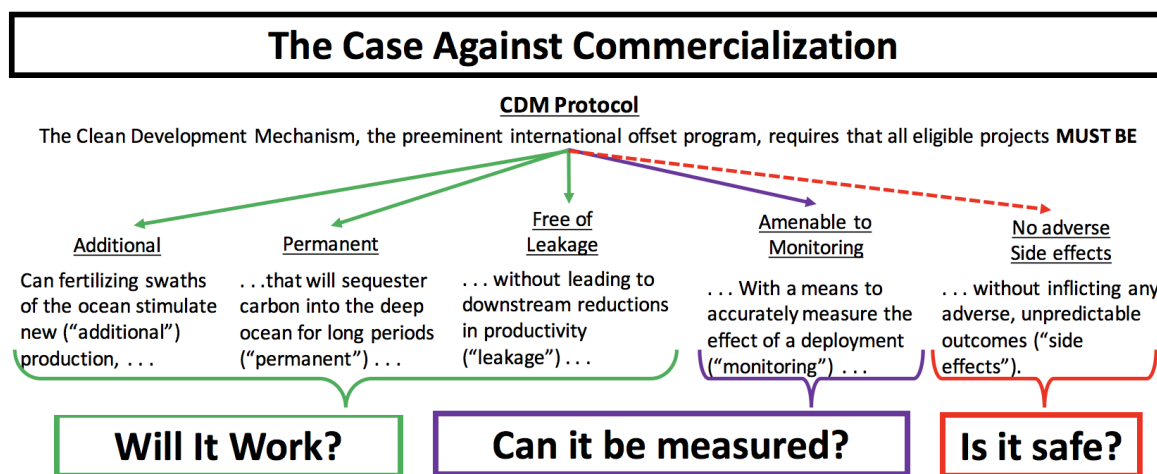 The Case Against Commercialization
CDM Protocol
The Clean Development Mechanism, the preeminent international offset program, requires that all eligible projects MUST BE
Additional
Can fertilizing swaths
of the ocean stimulate
new (“additional”)
production, . . .
Permanent
. . .that will sequester
carbon into the deep
ocean for long periods
(“permanent”) . . .
Free of
Leakage
. . . without leading to
downstream reductions
in productivity
(“leakage”) . . .
Amenable to
Monitoring
. . . With a means to
accurately measure the
effect of a deployment
(“monitoring”) . . .
No adverse
Side effects
. . . without inflicting any
adverse, unpredictable
outcomes (“side
effects”).
Will It Work?
Can it be measured?
Is it safe?